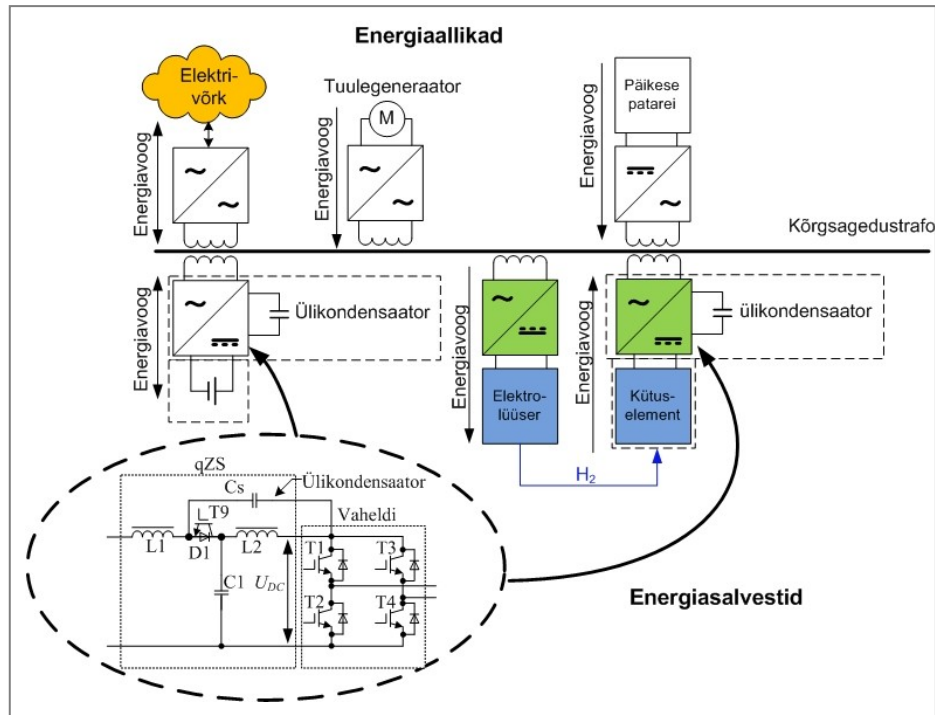 Energiaallikad
Elektri-
võrk
Energiavoog
Tuulegeneraator
M
Energiavoog
Päikese
patarei
Energiavoog
Kõrgsagedustrafo
Energiavoog
Ülikondensaator
Energiavoog
Elektro-
lüüser
Energiavoog
ülikondensaator
Kütus-
element
H2
qZS
Cs
Ülikondensaator
T9
Vaheldi
L1
D1
L2
T1
T3
C1
UDC
T2
T4
Energiasalvestid